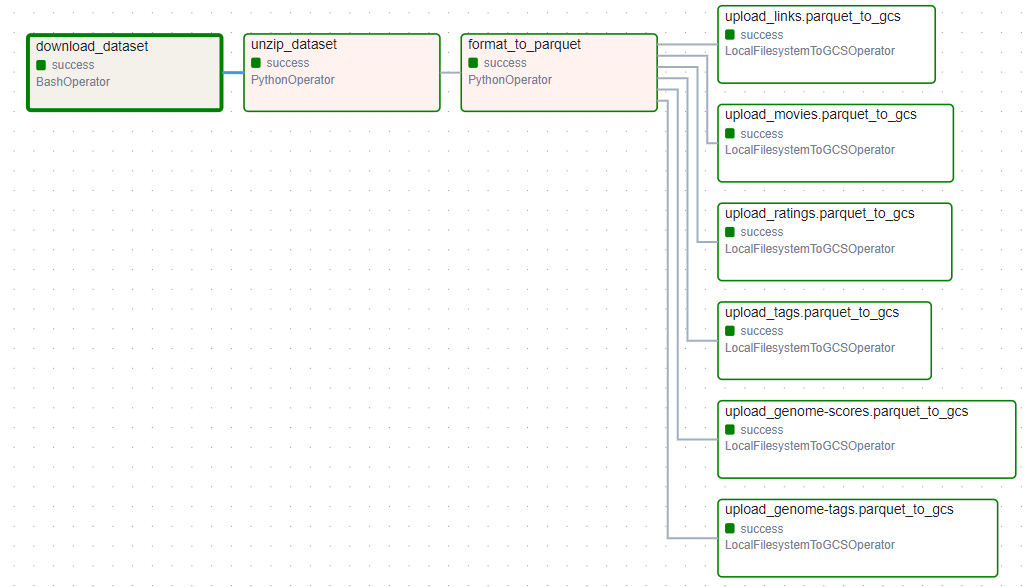 download_dataset
success
BashOperator
unzip_dataset
success
PythonOperator
format_to_parquet
success
PythonOperator
upload_links.parquet_to_gcs
success
LocalFilesystemToGCSOperator
upload_movies.parquet_to_gcs
success
LocalFilesystemToGCSOperator
upload_ratings.parquet_to_gcs
success
LocalFilesystemToGCSOperator
upload_tags.parquet_to_gcs
success
LocalFilesystemToGCSOperator
upload_genome-scores.parquet_to_gcs
success
LocalFilesystemToGCSOperator
upload_genome-tags.parquet_to_gcs
success
LocalFilesystemToGCSOperator